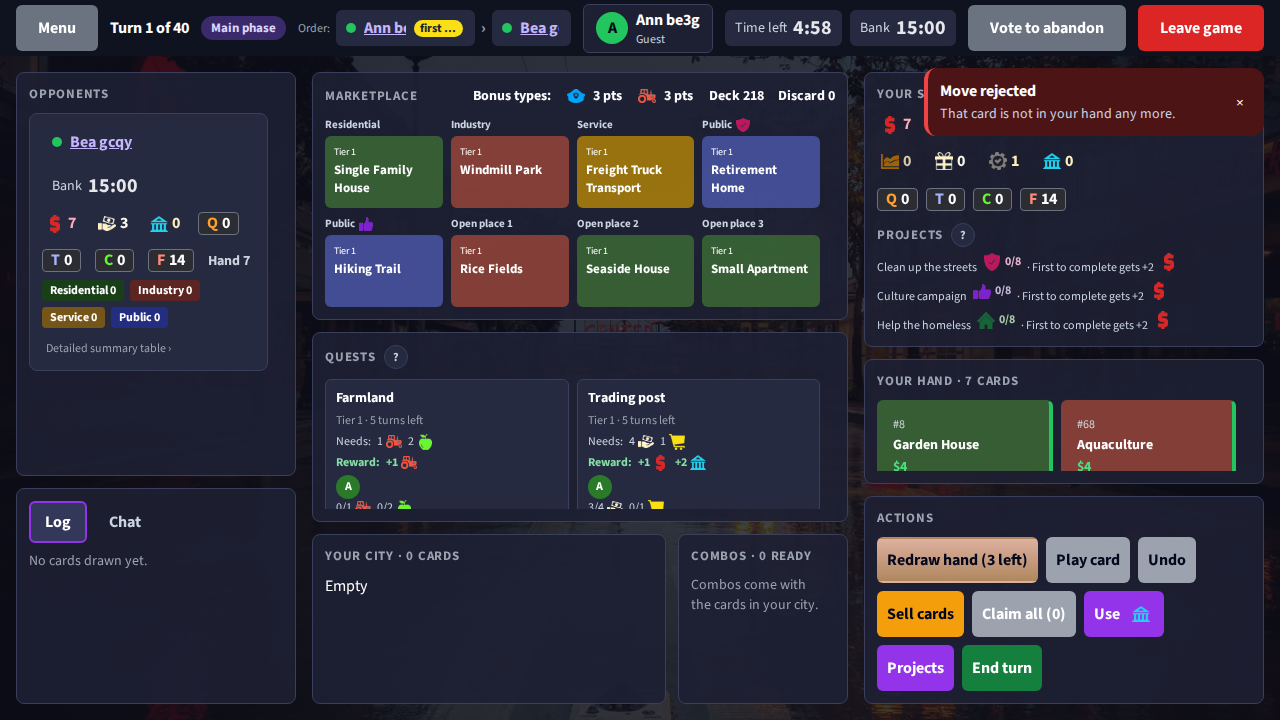 Menu
Turn 1 of 40
Main phase
Order:
first ...
›
Bea g
A
Ann be3g
Guest
Time left 4:58
Bank 15:00
Vote to abandon
Leave game
OPPONENTS
Bea gcqy
Bank 15:00
7
3
0
Q 0
T 0
C 0
F 14
Hand 7
Residential 0
Industry 0
Service 0
Public 0
Detailed summary table ›
Log
Chat
No cards drawn yet.
MARKETPLACE
Bonus types: 3 pts 3 pts Deck 218 Discard 0
Residential
Tier 1
Single Family
House
Industry
Tier 1
Windmill Park
Service
Tier 1
Freight Truck
Transport
Public
Tier 1
Retirement
Home
Public
Tier 1
Hiking Trail
Open place 1
Tier 1
Rice Fields
Open place 2
Tier 1
Seaside House
Open place 3
Tier 1
Small Apartment
QUESTS ?
Farmland
Tier 1 · 5 turns left
Needs: 1 2
Reward: +1
A
0/1 0/2
Trading post
Tier 1 · 5 turns left
Needs: 4 1
Reward: +1 +2
A
3/4 0/1
YOUR CITY · 0 CARDS
Empty
COMBOS · 0 READY
Combos come with
the cards in your city.
Move rejected
That card is not in your hand any more.
×
YOUR
7
0 0 1 0
Q 0 T 0 C 0 F 14
PROJECTS ?
Clean up the streets 0/8 · First to complete gets +2
Culture campaign 0/8 · First to complete gets +2
Help the homeless 0/8 · First to complete gets +2
YOUR HAND · 7 CARDS
#8
Garden House
$4
#68
Aquaculture
$4
ACTIONS
Redraw hand (3 left)
Play card
Undo
Sell cards
Claim all (0)
Use
Projects
End turn